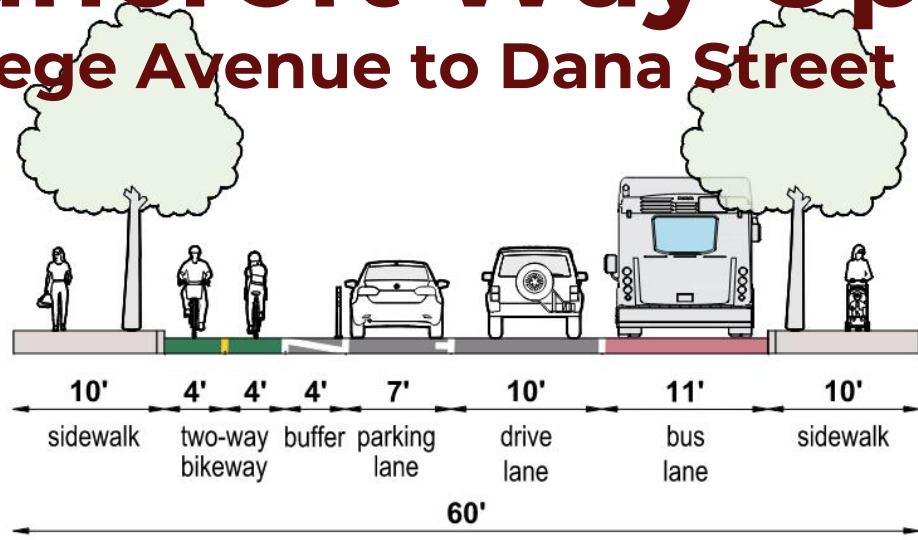 Way
ege Avenue to Dana Street
10' 4' 4' 4' 7' 10' 11' 10'
sidewalk two-way bikeway buffer parking lane drive lane bus lane sidewalk
60'